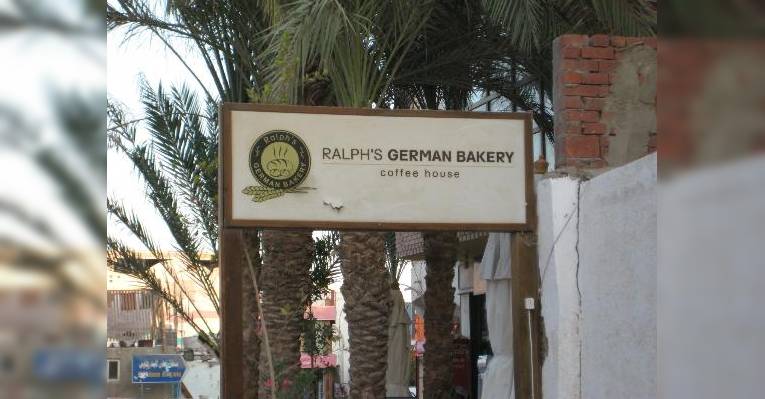 Ralph's
GERMAN BAKERY
RALPH'S GERMAN BAKERY
coffee house